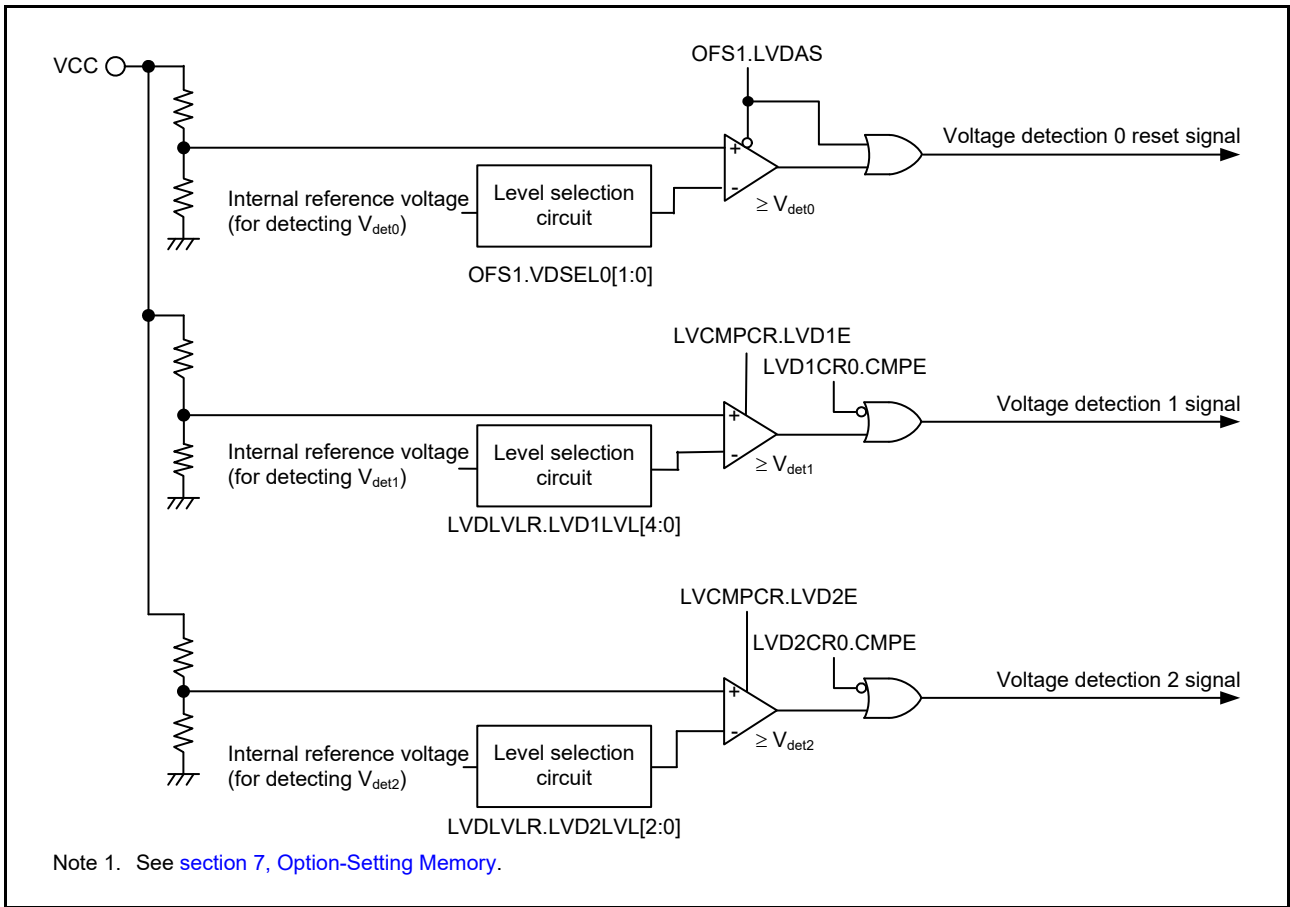 VCC
OFS1.LVDAS
+
-
Voltage detection 0 reset signal
Internal reference voltage
(for detecting Vdet0)
Level selection
circuit
≥ Vdet0
OFS1.VDSEL0[1:0]
LVCMPCR.LVD1E
LVD1CR0.CMPE
+
-
Voltage detection 1 signal
Internal reference voltage
(for detecting Vdet1)
Level selection
circuit
≥ Vdet1
LVDLVLR.LVD1LVL[4:0]
LVCMPCR.LVD2E
LVD2CR0.CMPE
+
-
Voltage detection 2 signal
Internal reference voltage
(for detecting Vdet2)
Level selection
circuit
≥ Vdet2
LVDLVLR.LVD2LVL[2:0]
Note 1. See section 7, Option-Setting Memory.